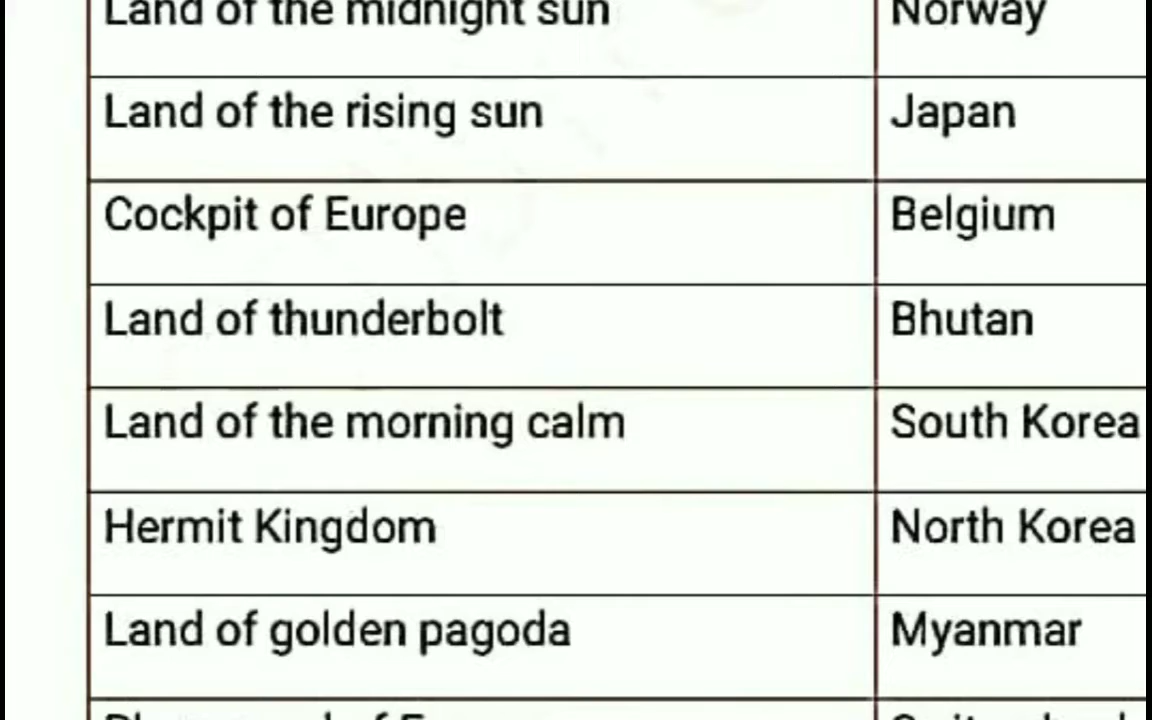 Land of the midnight sun Norway
Land of the rising sun Japan
Cockpit of Europe Belgium
Land of thunderbolt Bhutan
Land of the morning calm South Korea
Hermit Kingdom North Korea
Land of golden pagoda Myanmar
of